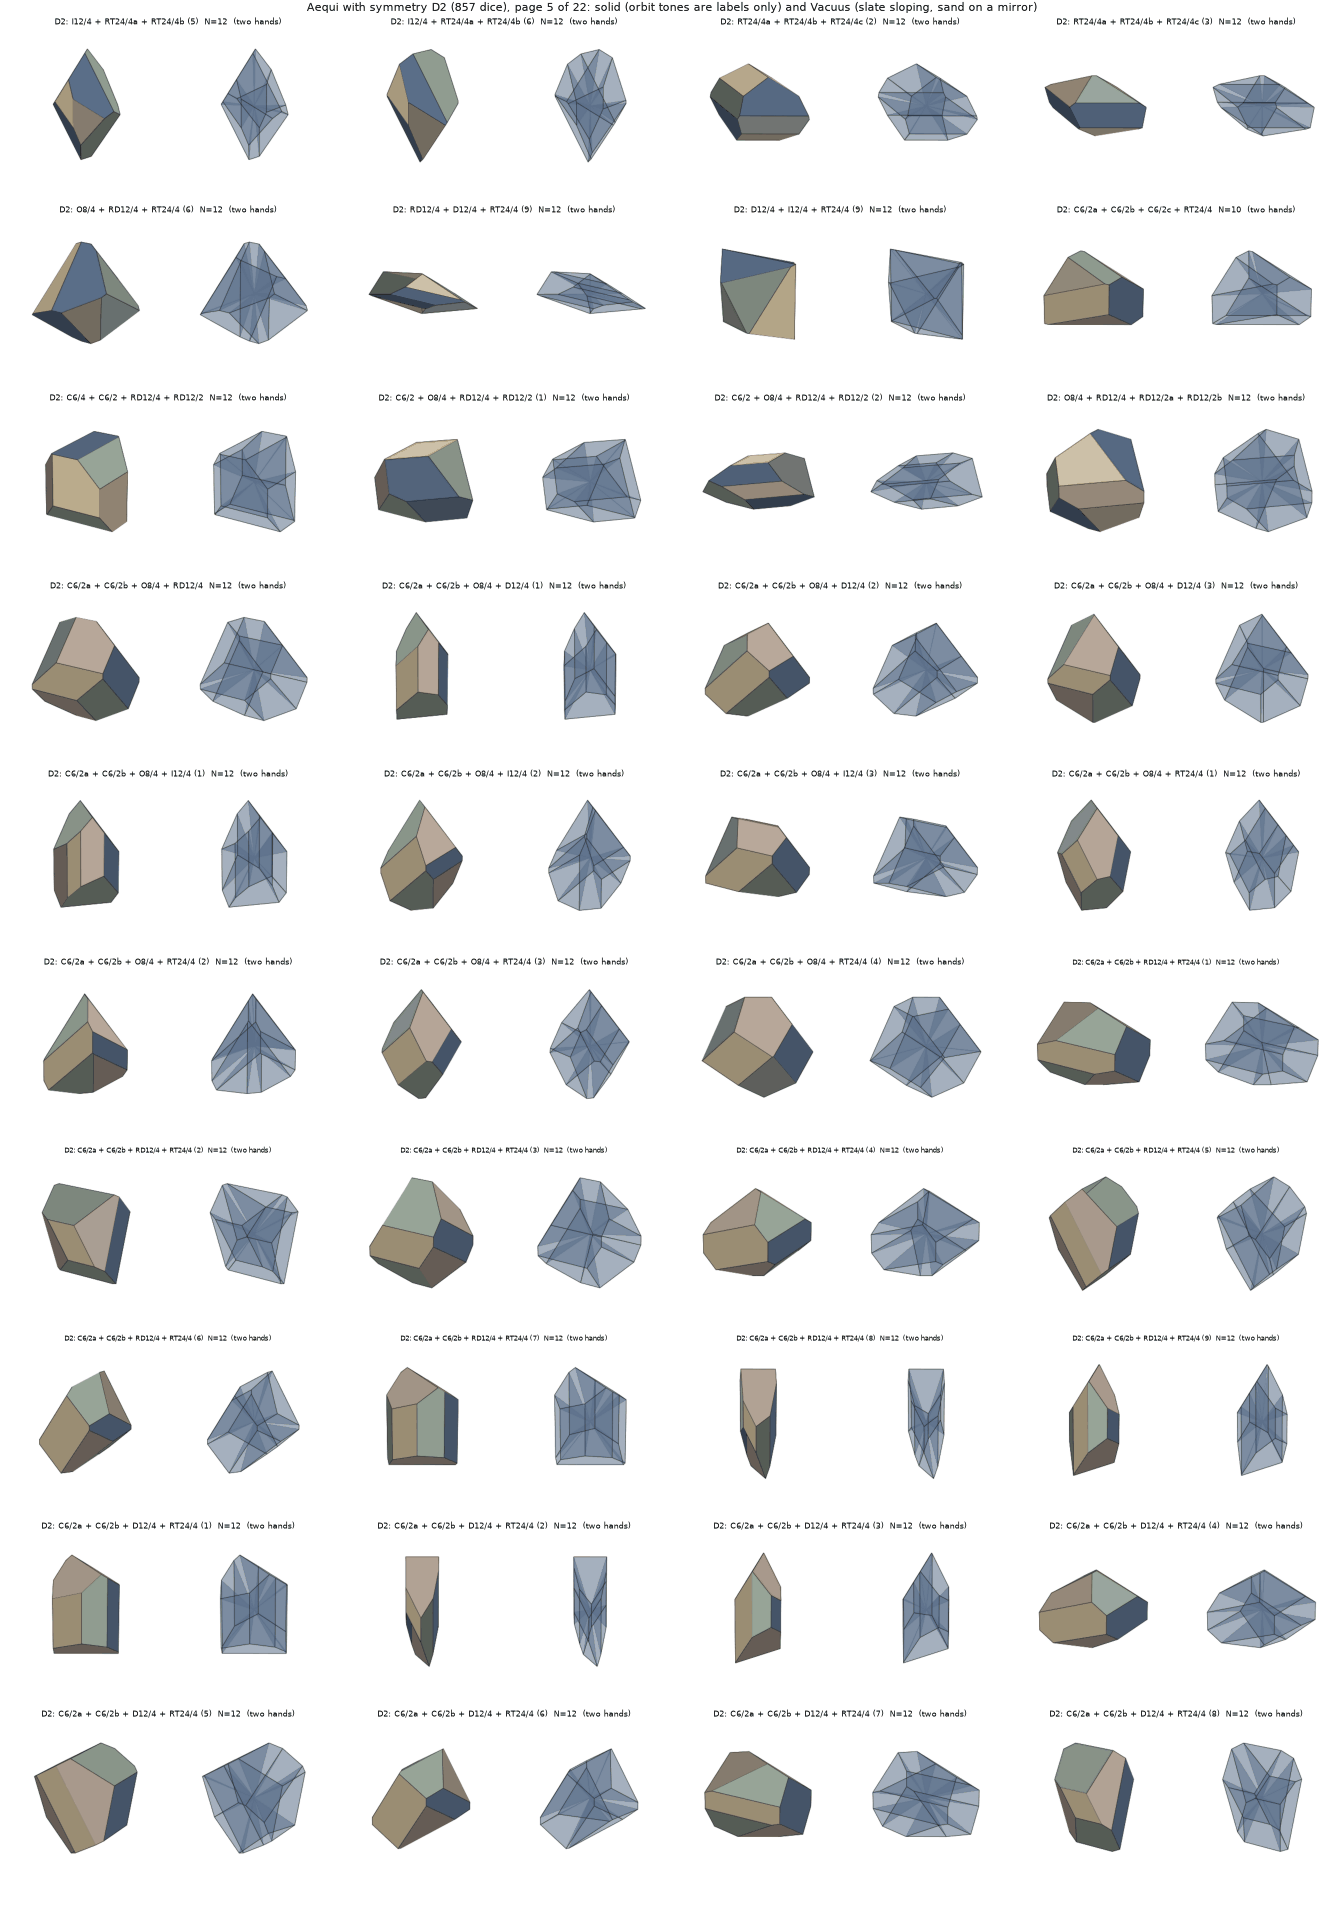 Aequi with symmetry D2 (857 dice), page 5 of 22: solid (orbit tones are labels only) and Vacuus (slate sloping, sand on a mirror)
D2: I12/4 + RT24/4a + RT24/4b (5)  N=12  (two hands)
D2: I12/4 + RT24/4a + RT24/4b (6)  N=12  (two hands)
D2: RT24/4a + RT24/4b + RT24/4c (2)  N=12  (two hands)
D2: RT24/4a + RT24/4b + RT24/4c (3)  N=12  (two hands)
D2: O8/4 + RD12/4 + RT24/4 (6)  N=12  (two hands)
D2: RD12/4 + D12/4 + RT24/4 (9)  N=12  (two hands)
D2: D12/4 + I12/4 + RT24/4 (9)  N=12  (two hands)
D2: C6/2a + C6/2b + C6/2c + RT24/4  N=10  (two hands)
D2: C6/4 + C6/2 + RD12/4 + RD12/2  N=12  (two hands)
D2: C6/2 + O8/4 + RD12/4 + RD12/2 (1)  N=12  (two hands)
D2: C6/2 + O8/4 + RD12/4 + RD12/2 (2)  N=12  (two hands)
D2: O8/4 + RD12/4 + RD12/2a + RD12/2b  N=12  (two hands)
D2: C6/2a + C6/2b + O8/4 + RD12/4  N=12  (two hands)
D2: C6/2a + C6/2b + O8/4 + D12/4 (1)  N=12  (two hands)
D2: C6/2a + C6/2b + O8/4 + D12/4 (2)  N=12  (two hands)
D2: C6/2a + C6/2b + O8/4 + D12/4 (3)  N=12  (two hands)
D2: C6/2a + C6/2b + O8/4 + I12/4 (1)  N=12  (two hands)
D2: C6/2a + C6/2b + O8/4 + I12/4 (2)  N=12  (two hands)
D2: C6/2a + C6/2b + O8/4 + I12/4 (3)  N=12  (two hands)
D2: C6/2a + C6/2b + O8/4 + RT24/4 (1)  N=12  (two hands)
D2: C6/2a + C6/2b + O8/4 + RT24/4 (2)  N=12  (two hands)
D2: C6/2a + C6/2b + O8/4 + RT24/4 (3)  N=12  (two hands)
D2: C6/2a + C6/2b + O8/4 + RT24/4 (4)  N=12  (two hands)
D2: C6/2a + C6/2b + RD12/4 + RT24/4 (1)  N=12  (two hands)
D2: C6/2a + C6/2b + RD12/4 + RT24/4 (2)  N=12  (two hands)
D2: C6/2a + C6/2b + RD12/4 + RT24/4 (3)  N=12  (two hands)
D2: C6/2a + C6/2b + RD12/4 + RT24/4 (4)  N=12  (two hands)
D2: C6/2a + C6/2b + RD12/4 + RT24/4 (5)  N=12  (two hands)
D2: C6/2a + C6/2b + RD12/4 + RT24/4 (6)  N=12  (two hands)
D2: C6/2a + C6/2b + RD12/4 + RT24/4 (7)  N=12  (two hands)
D2: C6/2a + C6/2b + RD12/4 + RT24/4 (8)  N=12  (two hands)
D2: C6/2a + C6/2b + RD12/4 + RT24/4 (9)  N=12  (two hands)
D2: C6/2a + C6/2b + D12/4 + RT24/4 (1)  N=12  (two hands)
D2: C6/2a + C6/2b + D12/4 + RT24/4 (2)  N=12  (two hands)
D2: C6/2a + C6/2b + D12/4 + RT24/4 (3)  N=12  (two hands)
D2: C6/2a + C6/2b + D12/4 + RT24/4 (4)  N=12  (two hands)
D2: C6/2a + C6/2b + D12/4 + RT24/4 (5)  N=12  (two hands)
D2: C6/2a + C6/2b + D12/4 + RT24/4 (6)  N=12  (two hands)
D2: C6/2a + C6/2b + D12/4 + RT24/4 (7)  N=12  (two hands)
D2: C6/2a + C6/2b + D12/4 + RT24/4 (8)  N=12  (two hands)